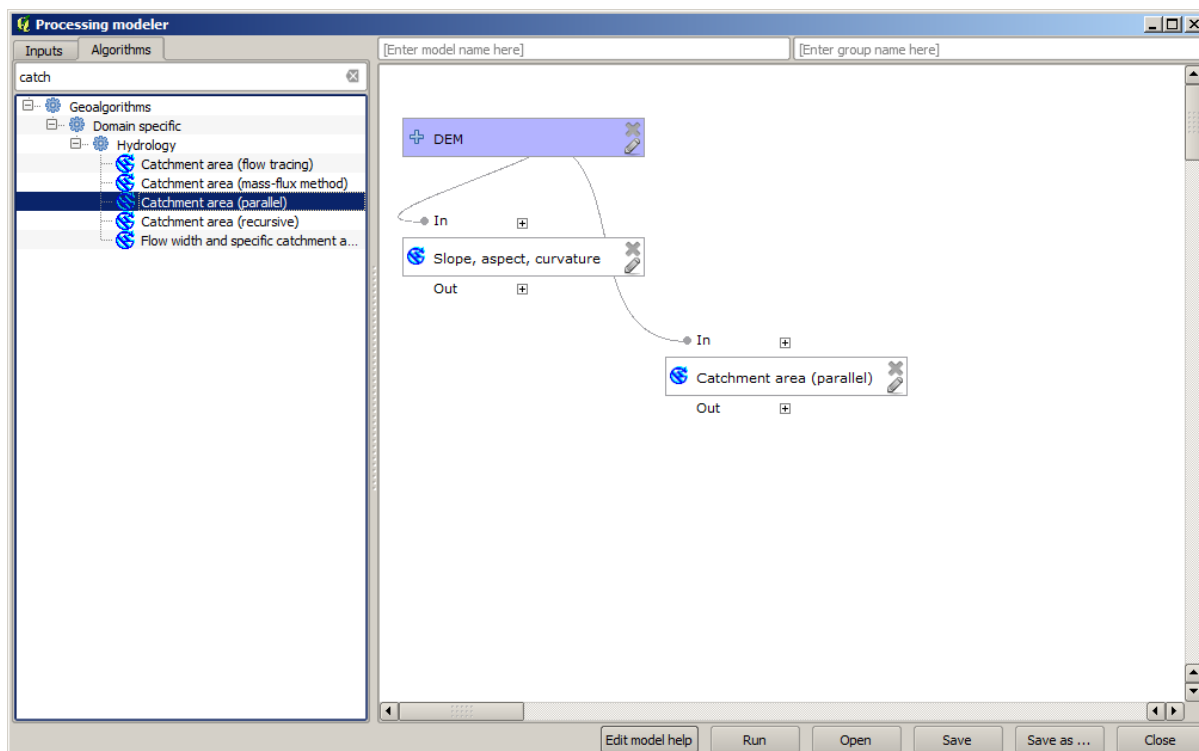 Processing modeler
Inputs Algorithms
[Enter model name here] [Enter group name here]
catch
Geoalgorithms
Domain specific
Hydrology
Catchment area (flow tracing)
Catchment area (mass-flux method)
Catchment area (parallel)
Catchment area (recursive)
Flow width and specific catchment a...
DEM
In
Slope, aspect, curvature
Out
In
Catchment area (parallel)
Out
Edit model help Run Open Save Save as ... Close